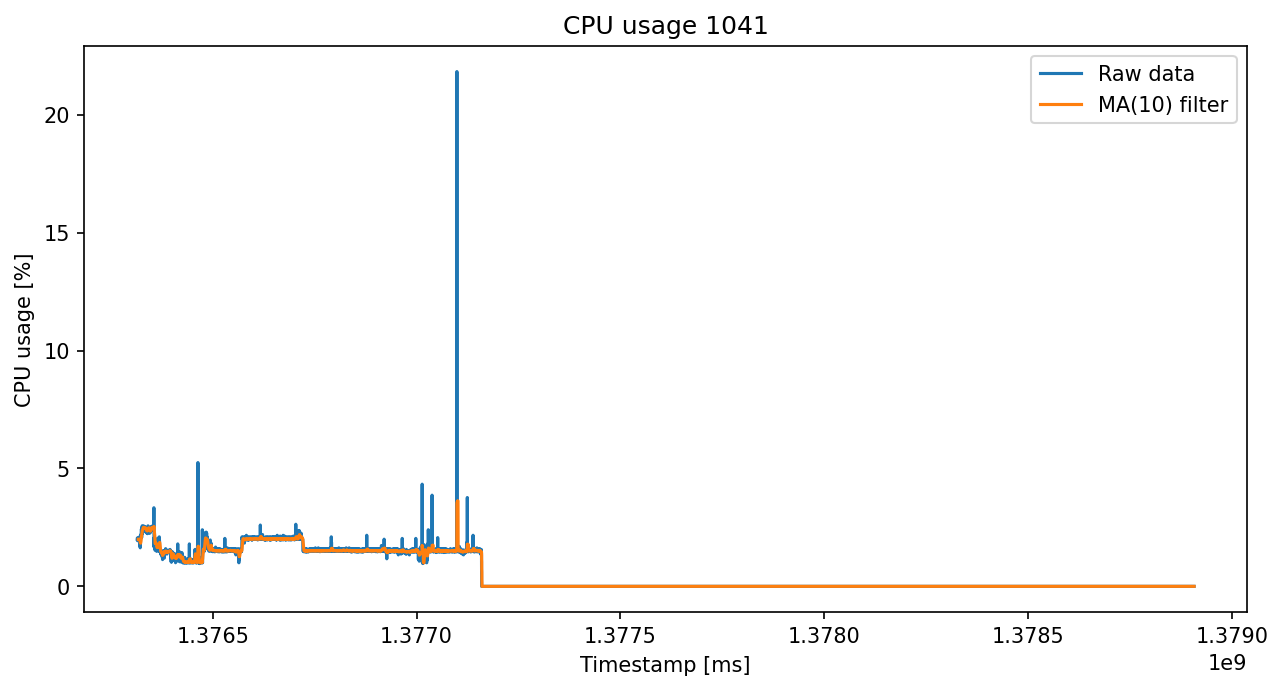 CPU usage 1041
Raw data
MA(10) filter
CPU usage [%]
20
15
10
5
0
1.3765 1.3770 1.3775 1.3780 1.3785 1.3790
1e9
Timestamp [ms]